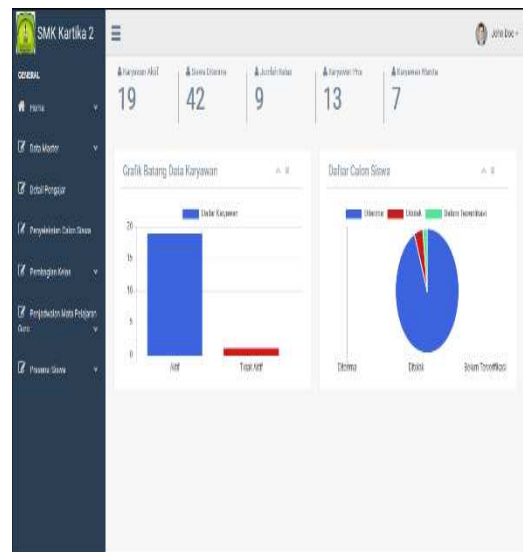 SMK Kartika 2
John Doe
GENERAL
Home
Data Master
Detail Pengajar
Penyeleksian Calon Siswa
Pembagian Kelas
Penjadwalan Mata Pelajaran
Guru
Presensi Siswa
Karyawan Aktif
19
Siswa Diterima
42
Jumlah Kelas
9
Karyawan Pria
13
Karyawan Wanita
7
Grafik Batang Data Karyawan
Daftar Karyawan
20
15
10
5
0
Aktif
Tidak Aktif
Daftar Calon Siswa
Diterima
Ditolak
Belum Terverifikasi
Diterima
Ditolak
Belum Terverifikasi